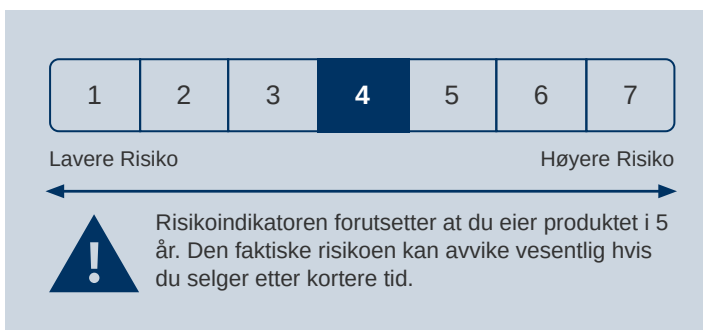 1 2 3 4 5 6 7
Lavere Risiko Høyere Risiko
Risikoindikatoren forutsetter at du eier produktet i 5
år. Den faktiske risikoen kan avvike vesentlig hvis
du selger etter kortere tid.
!